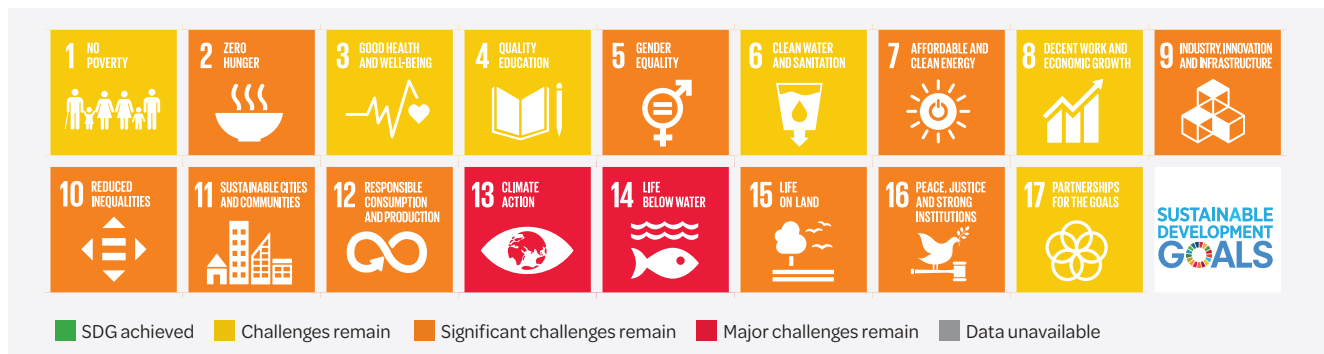 1 NO
POVERTY
2 ZERO
HUNGER
3 GOOD HEALTH
AND WELL-BEING
4 QUALITY
EDUCATION
5 GENDER
EQUALITY
6 CLEAN WATER
AND SANITATION
7 AFFORDABLE AND
CLEAN ENERGY
8 DECENT WORK AND
ECONOMIC GROWTH
9 INDUSTRY, INNOVATION
AND INFRASTRUCTURE
10 REDUCED
INEQUALITIES
11 SUSTAINABLE CITIES
AND COMMUNITIES
12 RESPONSIBLE
CONSUMPTION
AND PRODUCTION
13 CLIMATE
ACTION
14 LIFE
BELOW WATER
15 LIFE
ON LAND
16 PEACE, JUSTICE
AND STRONG
INSTITUTIONS
17 PARTNERSHIPS
FOR THE GOALS
SUSTAINABLE
DEVELOPMENT
GOALS
SDG achieved
Challenges remain
Significant challenges remain
Major challenges remain
Data unavailable